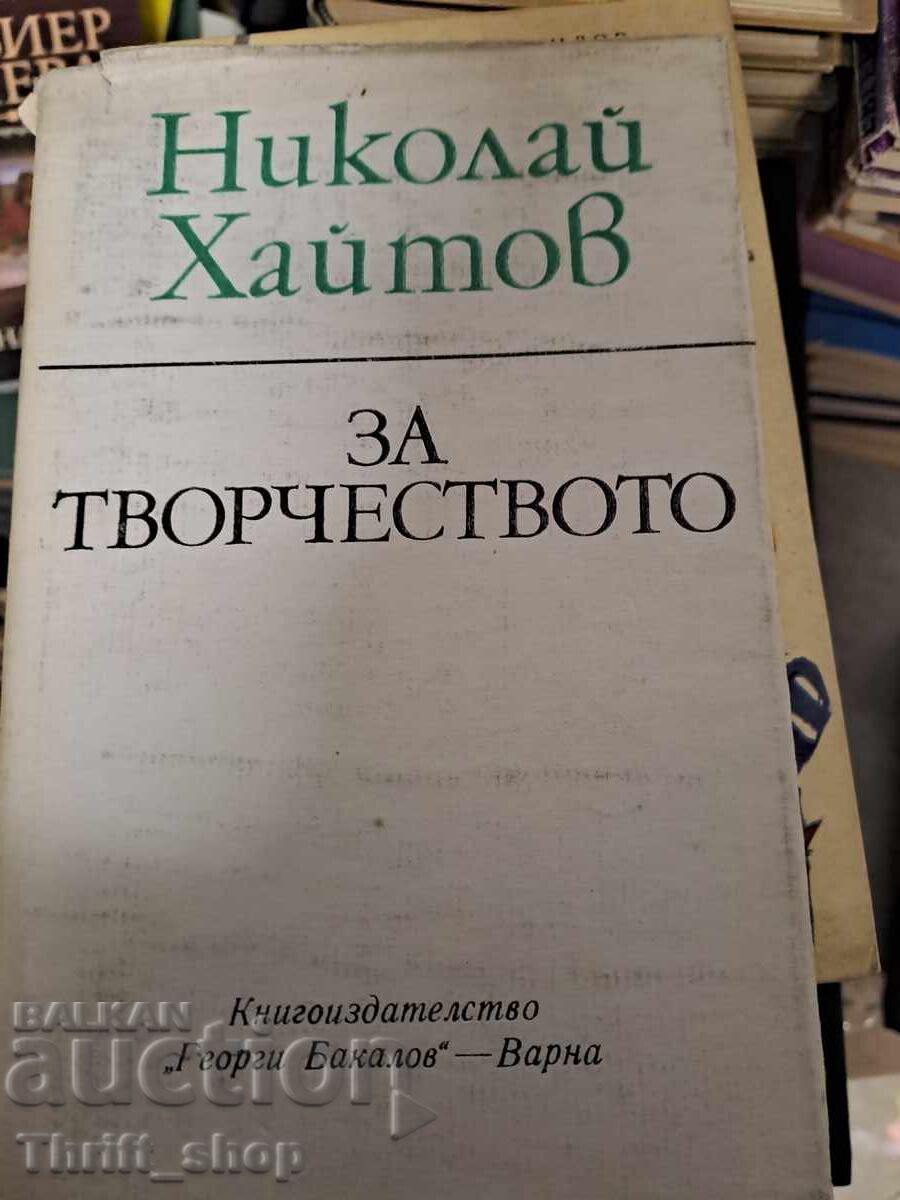 Николай
Хайтов
ЗА
ТВОРЧЕСТВОТО
Книгоиздателство
„Георги Бакалов“ — Варна
BALKAN
auction
Thrift_shop